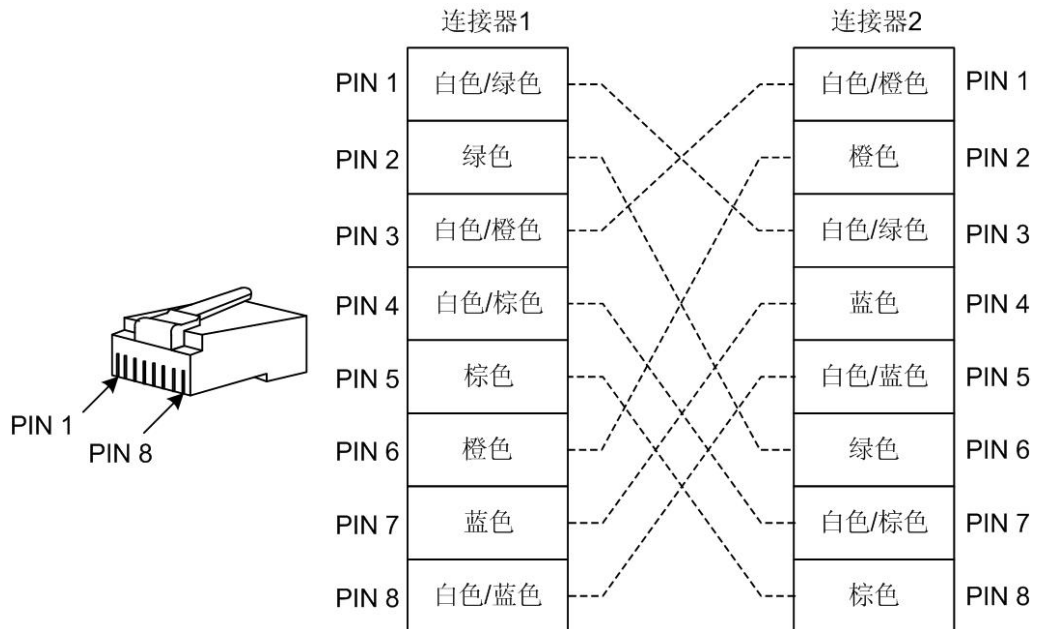 连接器1 连接器2
PIN 1 白色/绿色 白色/橙色 PIN 1
PIN 2 绿色 橙色 PIN 2
PIN 3 白色/橙色 白色/绿色 PIN 3
PIN 4 白色/棕色 蓝色 PIN 4
PIN 5 棕色 白色/蓝色 PIN 5
PIN 6 橙色 绿色 PIN 6
PIN 7 蓝色 白色/棕色 PIN 7
PIN 8 白色/蓝色 棕色 PIN 8
PIN 1
PIN 8